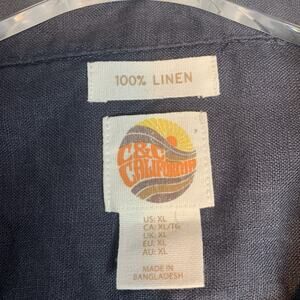 100% LINEN
C&C
CALIFORNIA
US: XL
CA: XL/TG
UK: XL
EU: XL
AU: XL
MADE IN
BANGLADESH